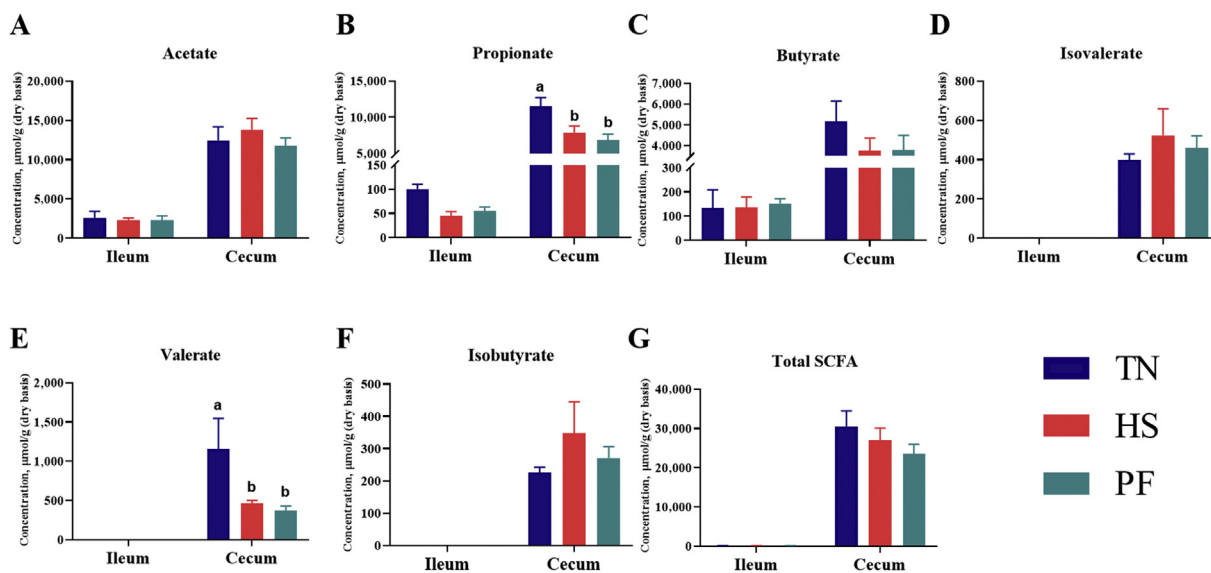 A
Acetate
Concentration, µmol/g (dry basis)
20,000
15,000
10,000
5,000
0
Ileum
Cecum
B
Propionate
Concentration, µmol/g (dry basis)
15,000
10,000
5,000
150
100
50
0
a
b
b
Ileum
Cecum
C
Butyrate
Concentration, µmol/g (dry basis)
7,000
6,000
5,000
4,000
3,000
300
200
100
0
Ileum
Cecum
D
Isovalerate
Concentration, µmol/g (dry basis)
800
600
400
200
0
Ileum
Cecum
E
Valerate
Concentration, µmol/g (dry basis)
2,000
1,500
1,000
500
0
a
b
b
Ileum
Cecum
F
Isobutyrate
Concentration, µmol/g (dry basis)
500
400
300
200
100
0
Ileum
Cecum
G
Total SCFA
Concentration, µmol/g (dry basis)
40,000
30,000
20,000
10,000
0
Ileum
Cecum
TN
HS
PF